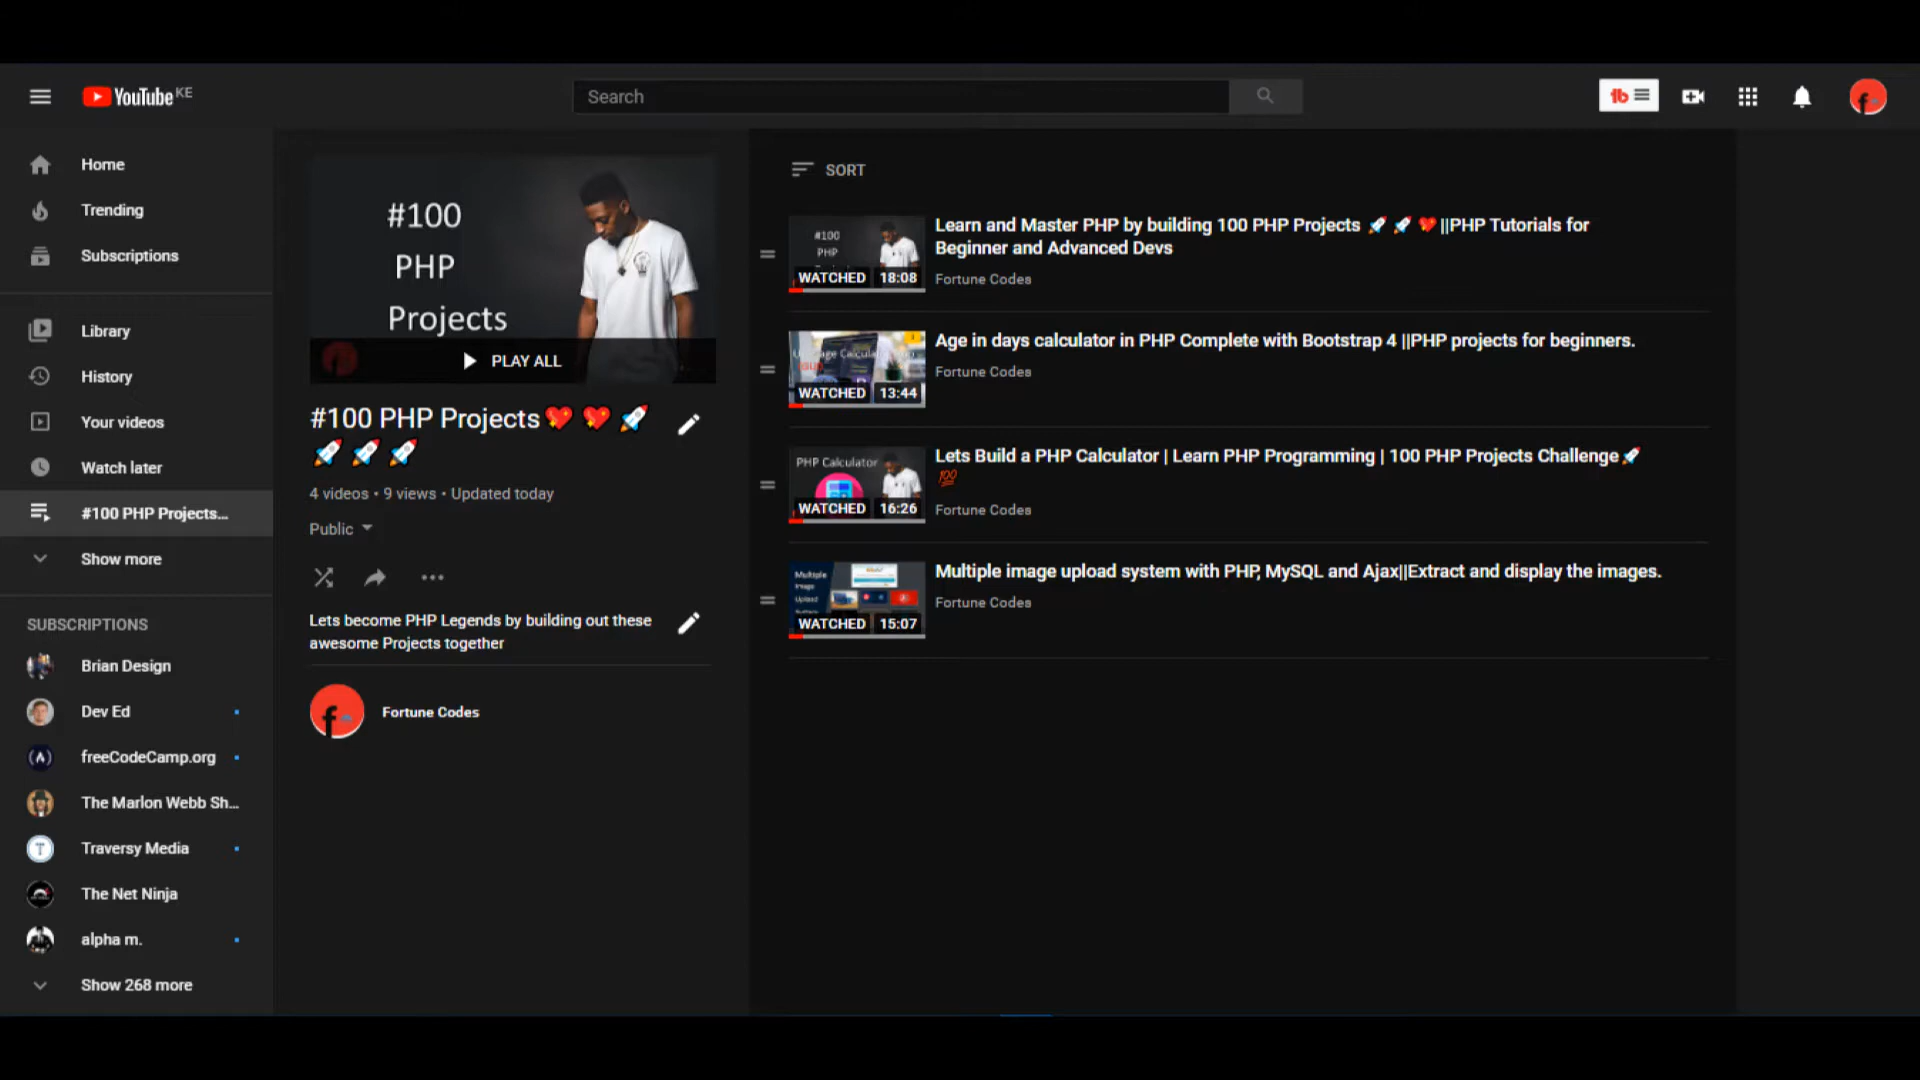 YouTube KE
Search
Home
Trending
Subscriptions
Library
History
Your videos
Watch later
#100 PHP Projects...
Show more
SUBSCRIPTIONS
Brian Design
Dev Ed
freeCodeCamp.org
The Marlon Webb Sh...
Traversy Media
The Net Ninja
alpha m.
Show 268 more
#100
PHP
Projects
PLAY ALL
#100 PHP Projects💖 💖 🚀
🚀 🚀 🚀
4 videos • 9 views • Updated today
Public
Lets become PHP Legends by building out these
awesome Projects together
Fortune Codes
SORT
#100
PHP
WATCHED 18:08
Learn and Master PHP by building 100 PHP Projects 🚀 🚀 💖 ||PHP Tutorials for
Beginner and Advanced Devs
Fortune Codes
WATCHED 13:44
Age in days calculator in PHP Complete with Bootstrap 4 ||PHP projects for beginners.
Fortune Codes
PHP Calculator
WATCHED 16:26
Lets Build a PHP Calculator | Learn PHP Programming | 100 PHP Projects Challenge🚀
💯
Fortune Codes
Multiple
Image
Upload
WATCHED 15:07
Multiple image upload system with PHP, MySQL and Ajax||Extract and display the images.
Fortune Codes